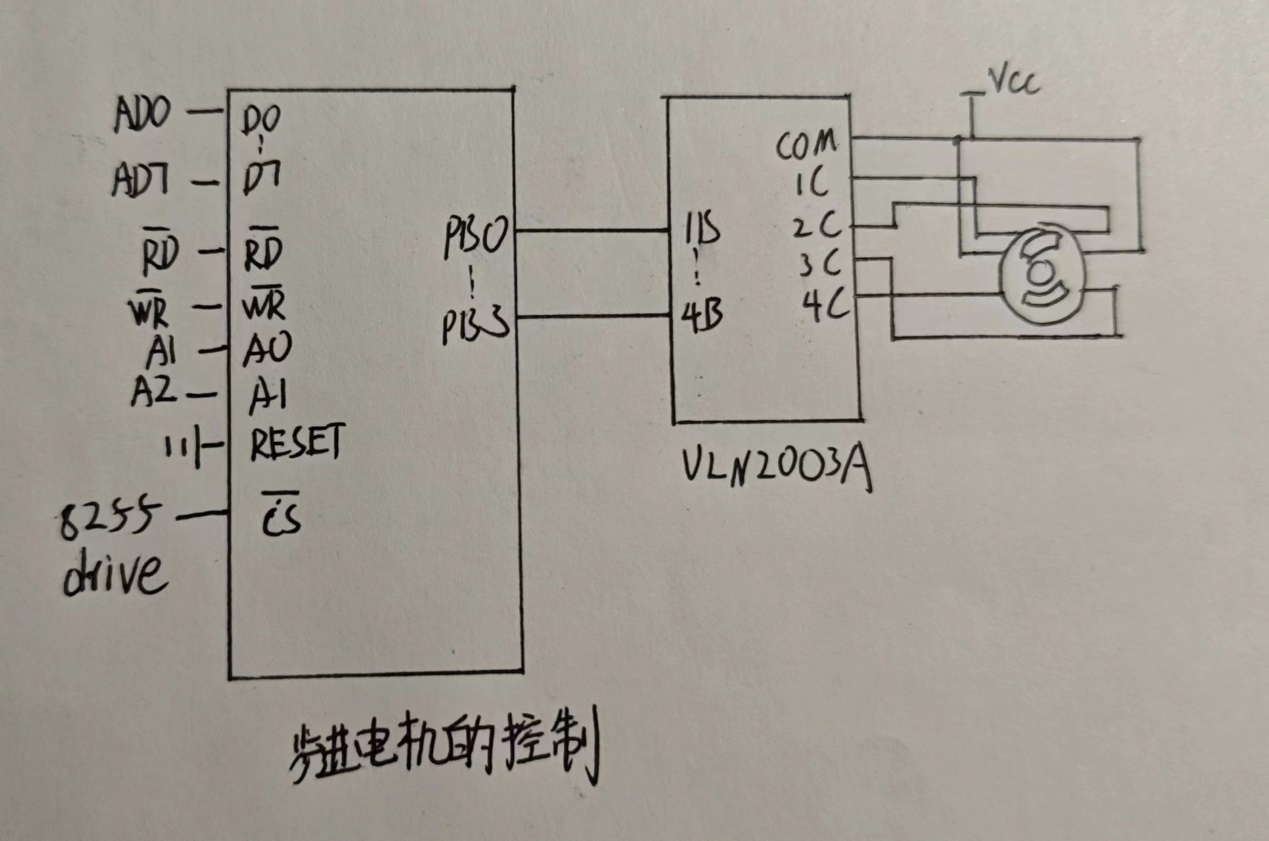 Vcc
AD0 D0
COM
AD7 D7
1C
PB0 1B 2C
RD RD
3C
WR WR
PB3 4B 4C
A1 A0
A2 A1
RESET
VLN2003A
8255 CS
drive
步进电机的控制